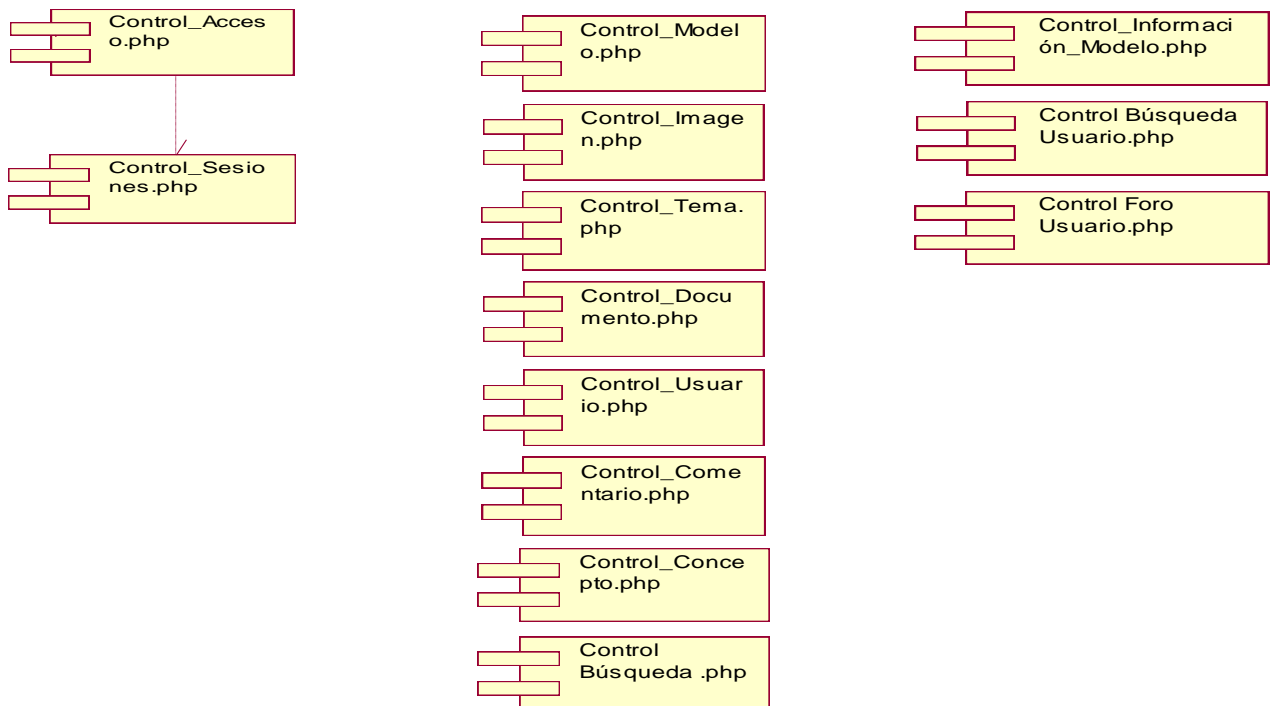 Control_Acces
o.php
Control_Sesio
nes.php
Control_Model
o.php
Control_Image
n.php
Control_Tema.
php
Control_Docu
mento.php
Control_Usuar
io.php
Control_Come
ntario.php
Control_Conce
pto.php
Control
Búsqueda .php
Control_Informaci
ón_Modelo.php
Control Búsqueda
Usuario.php
Control Foro
Usuario.php